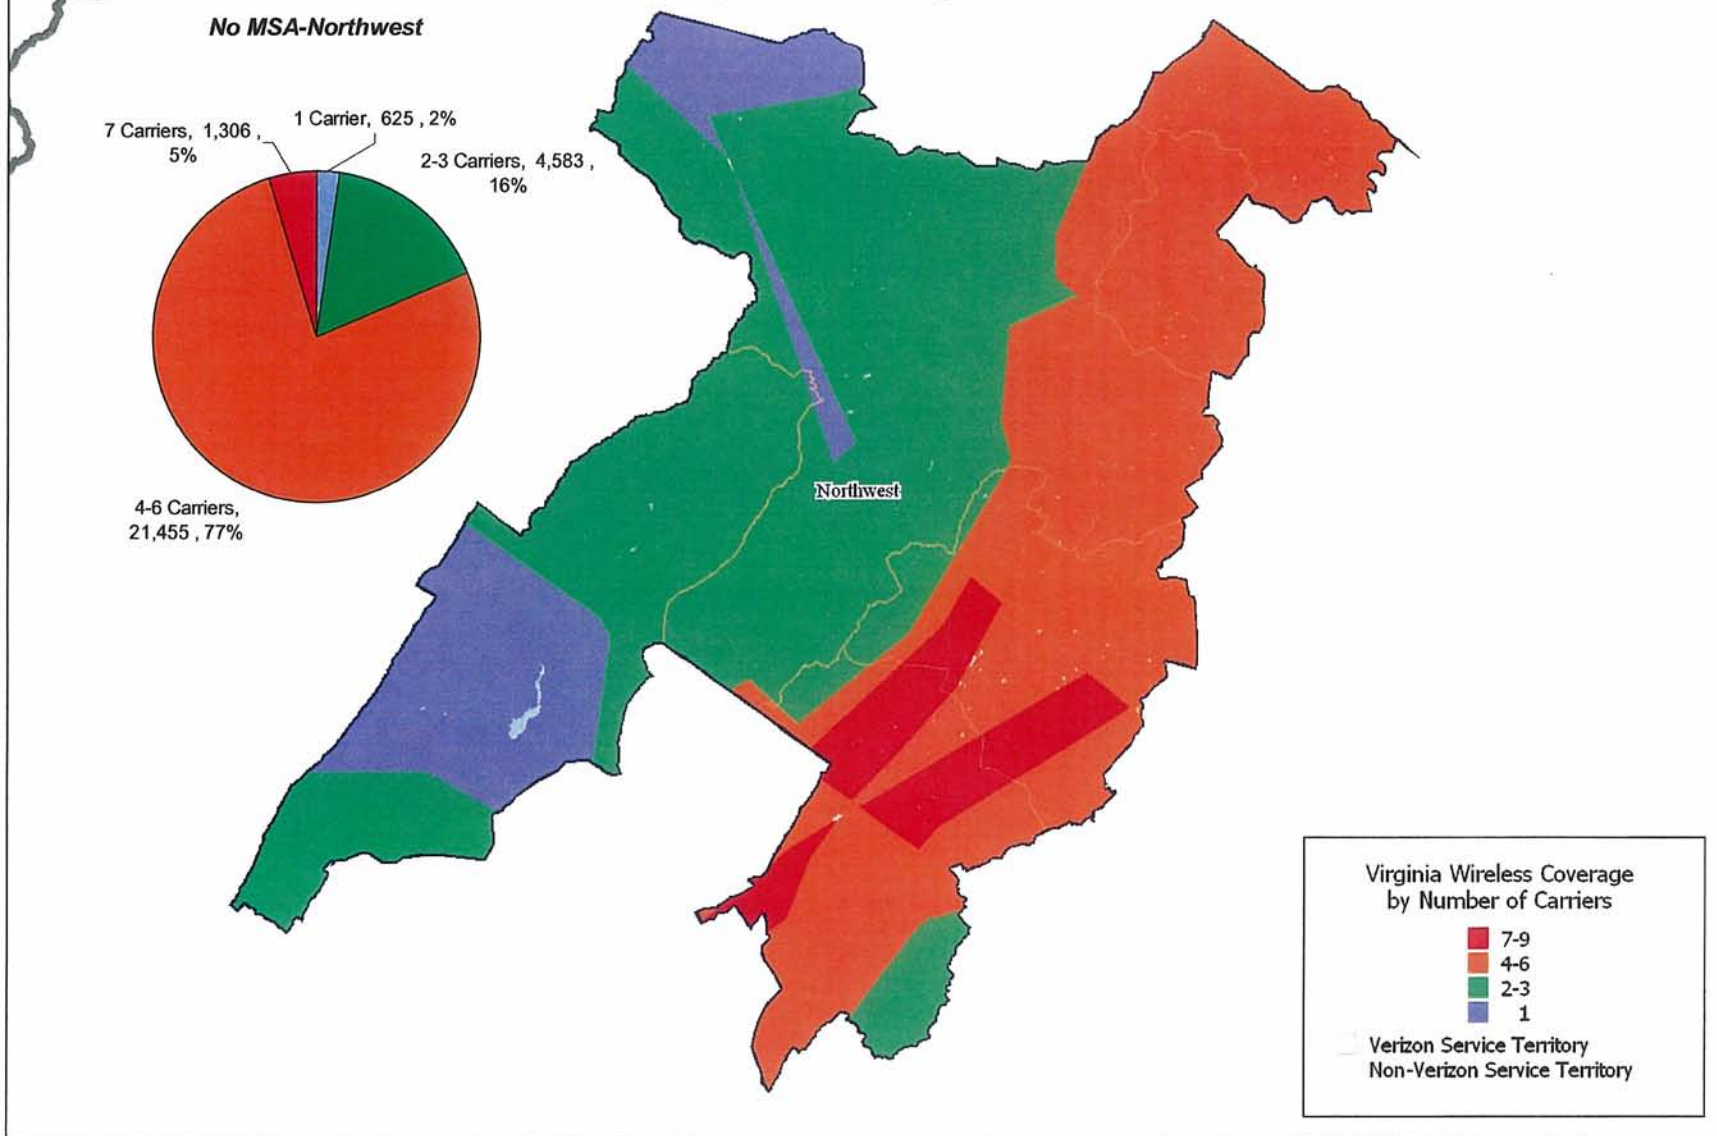 No MSA-Northwest
7 Carriers, 1,306 ,
5%
1 Carrier, 625 , 2%
2-3 Carriers, 4,583 ,
16%
4-6 Carriers,
21,455 , 77%
Northwest
Virginia Wireless Coverage
by Number of Carriers
7-9
4-6
2-3
1
Verizon Service Territory
Non-Verizon Service Territory